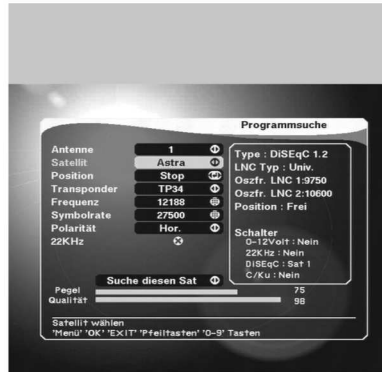 Programmsuche
Antenne 1
Satellit Astra
Position Stop
Transponder TP34
Frequenz 12188
Symbolrate 27500
Polarität Hor.
22KHz
Suche diesen Sat
Pegel 75
Qualität 98
Type : DiSEqC 1.2
LNC Typ : Univ.
Oszfr. LNC 1:9750
Oszfr. LNC 2:10600
Position : Frei
Schalter
0-12Volt : Nein
22KHz : Nein
DiSEqC : Sat 1
C/Ku : Nein
Satellit wählen
'Menü' 'OK' 'EXIT' 'Pfeiltasten' '0-9' Tasten